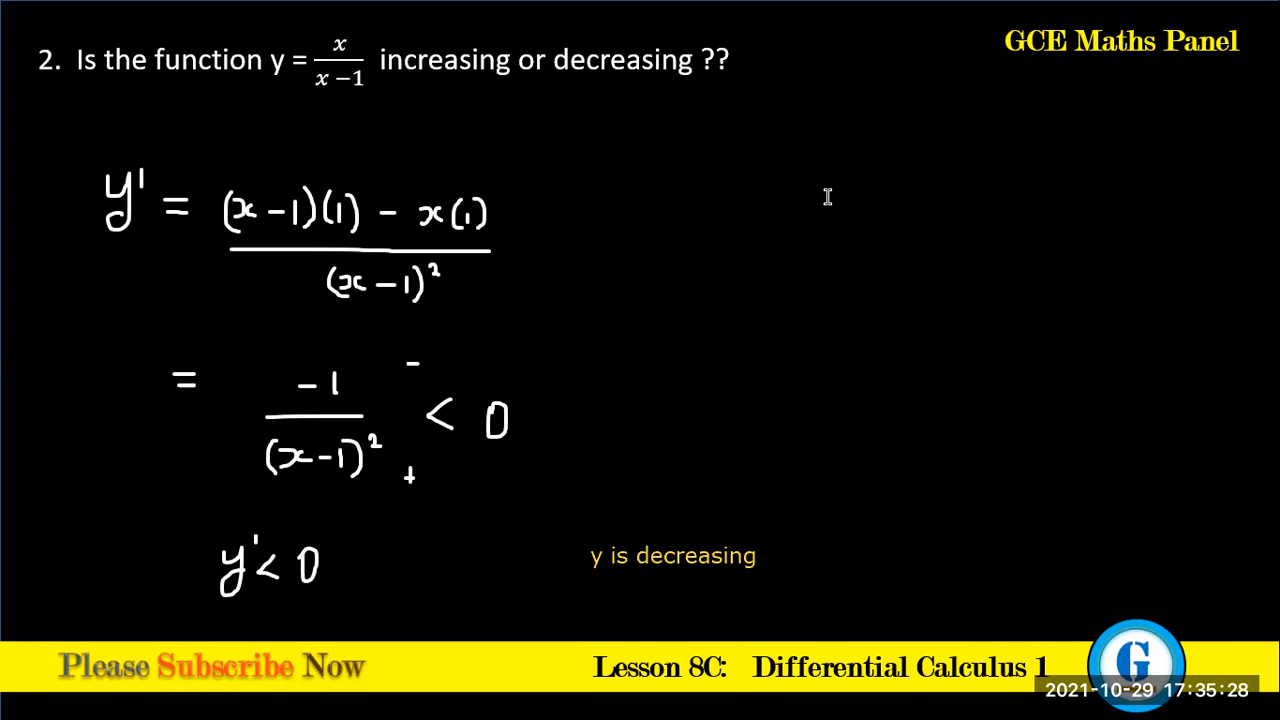 GCE Maths Panel
2. Is the function y = x/(x −1) increasing or decreasing ??
y' = ((x-1)(1) - x(1))/(x-1)²
= -1/(x-1)² -/+ < 0
y' < 0
y is decreasing
Please Subscribe Now
Lesson 8C: Differential Calculus 1
G
2021-10-29 17:35:28